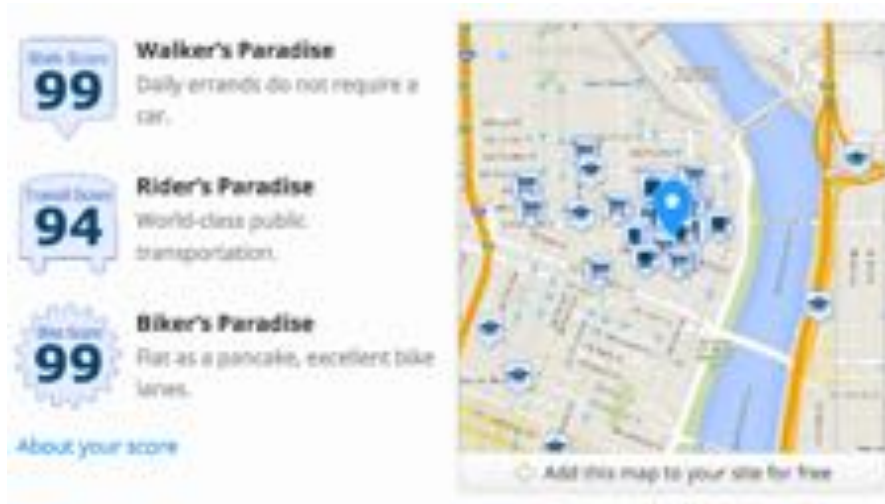 Walk Score
99
Walker's Paradise
Daily errands do not require a
car.
Transit Score
94
Rider's Paradise
World-class public
transportation.
Bike Score
99
Biker's Paradise
Flat as a pancake, excellent bike
lanes.
About your score
Add this map to your site for free